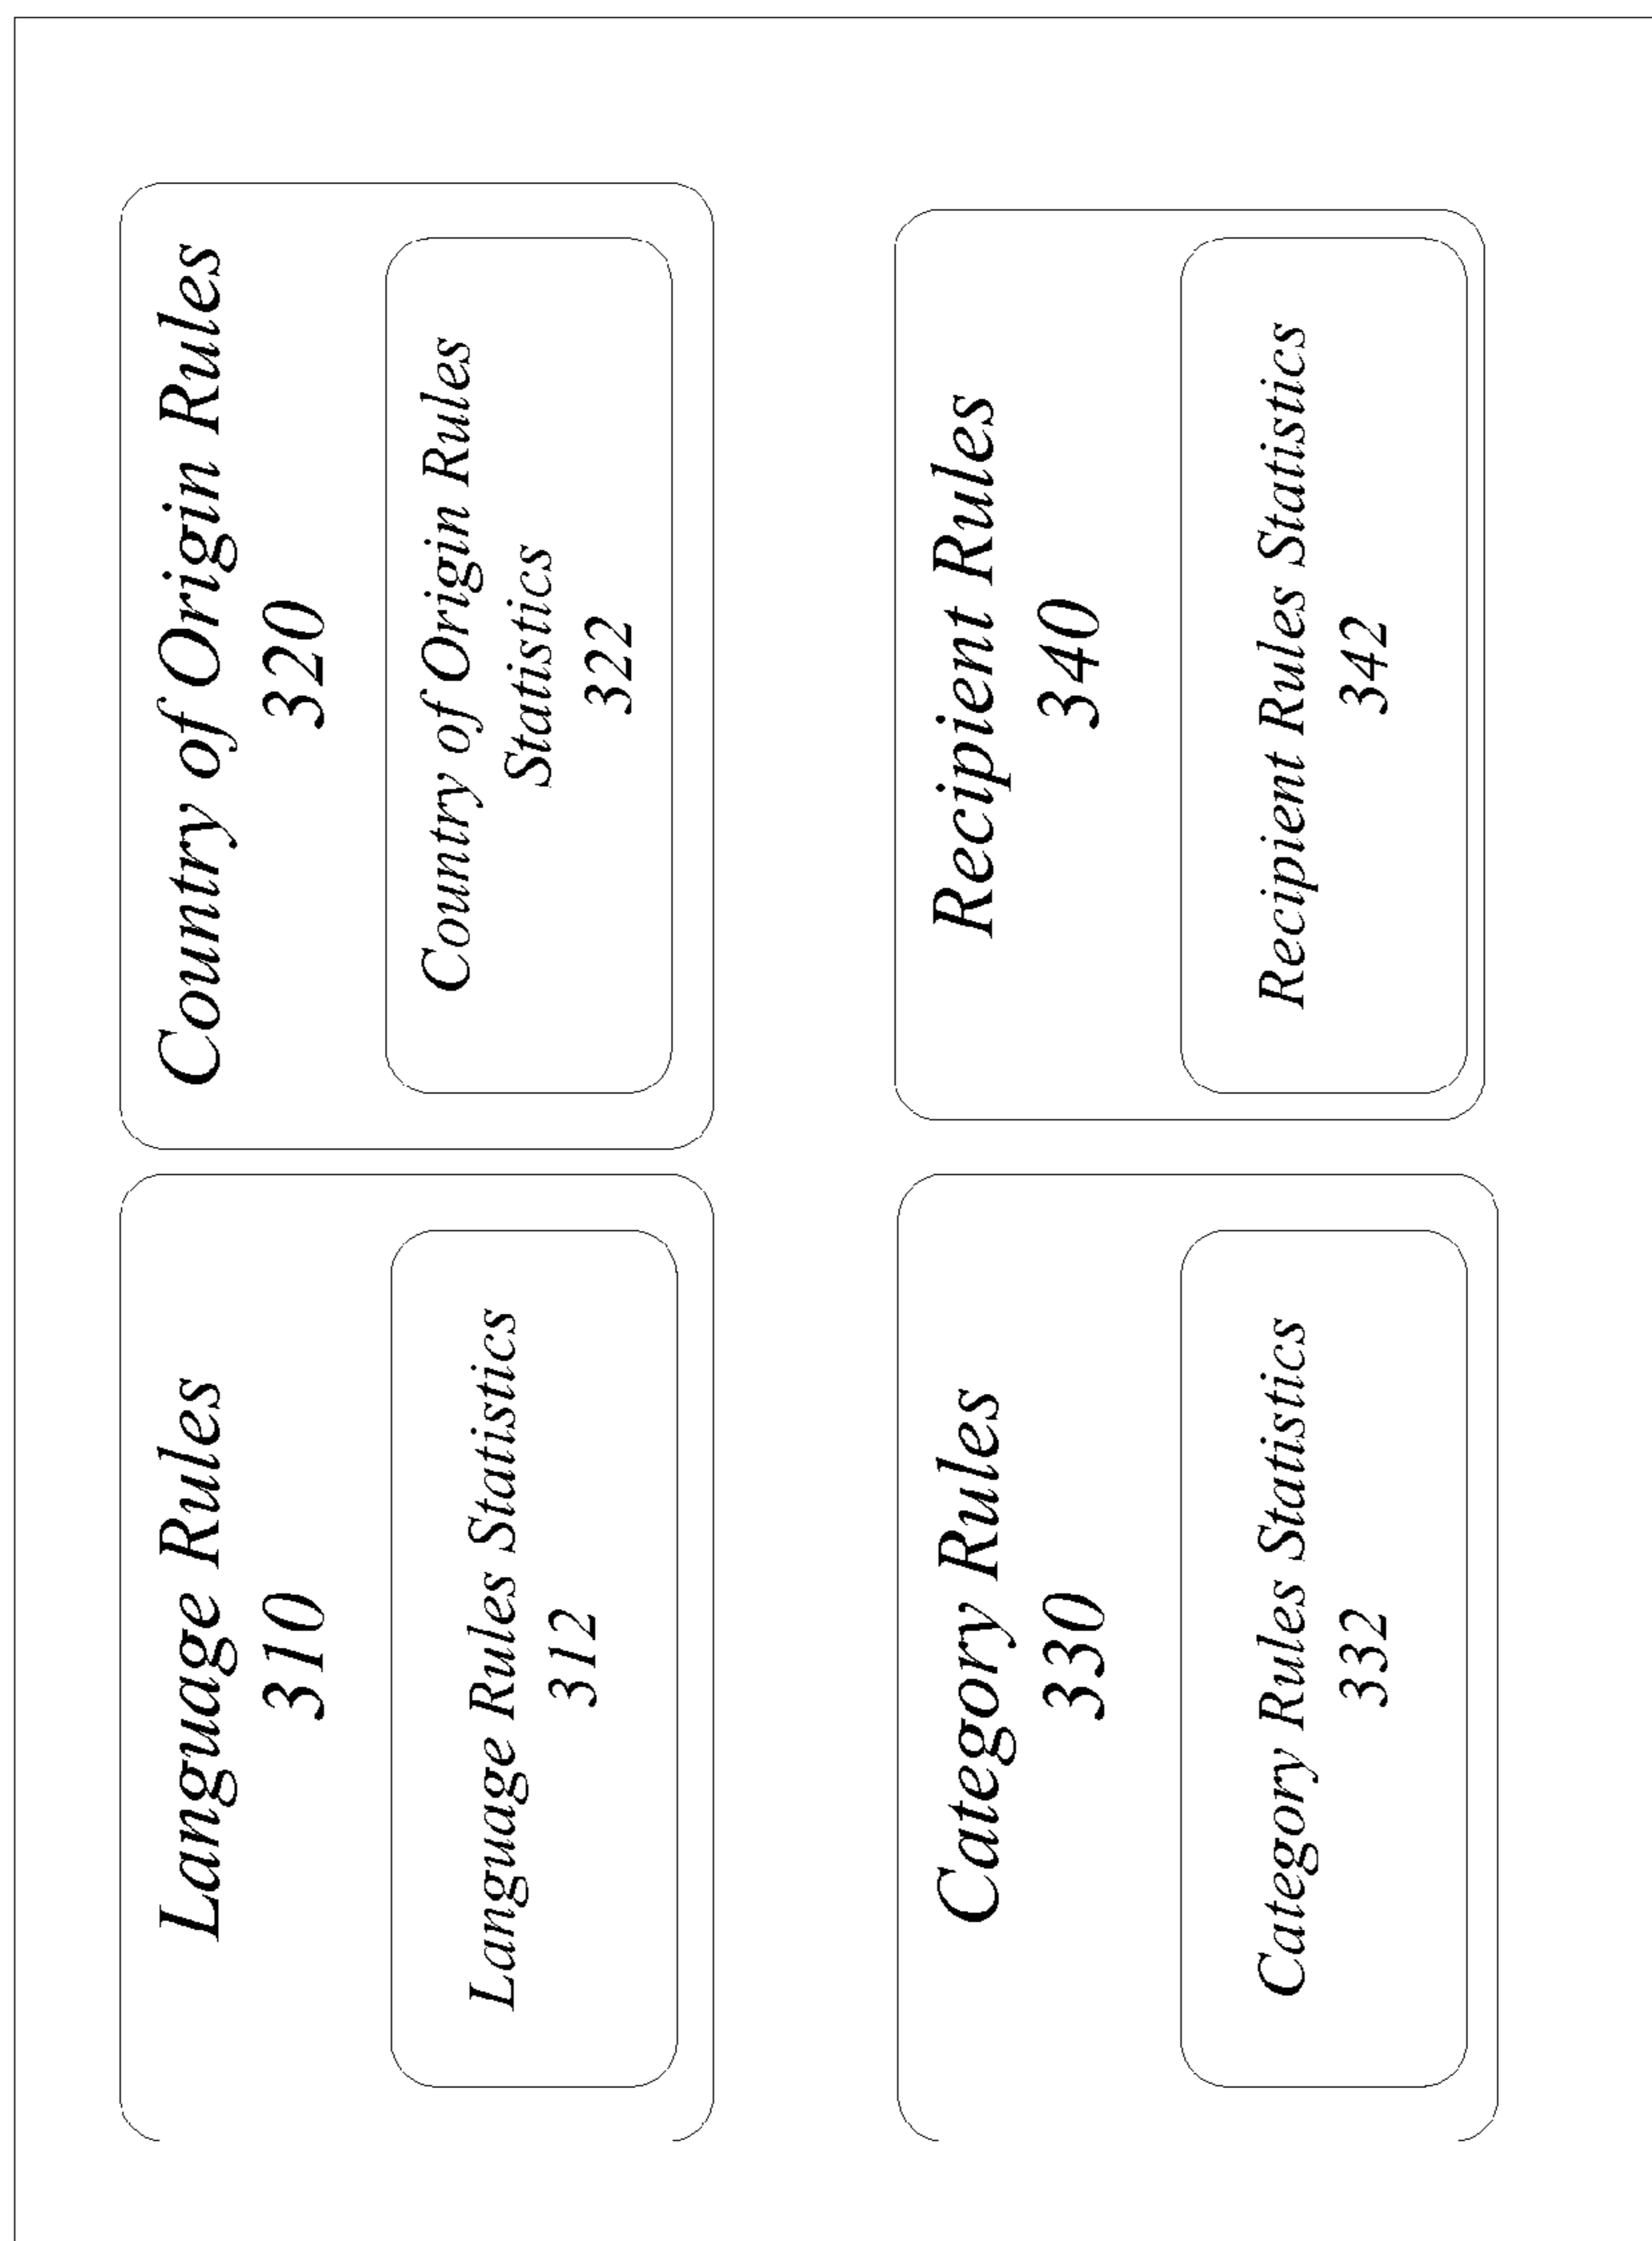 Language Rules
310
Language Rules Statistics
312
Country of Origin Rules
320
Country of Origin Rules
Statistics
322
Category Rules
330
Category Rules Statistics
332
Recipient Rules
340
Recipient Rules Statistics
342